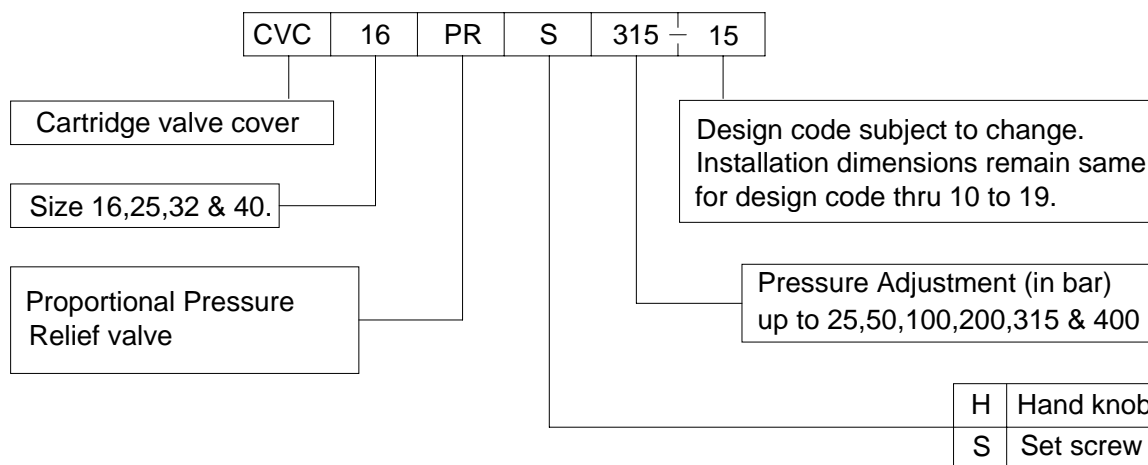 CVC 16 PR S 315 – 15
Cartridge valve cover
Size 16,25,32 & 40.
Proportional Pressure
Relief valve
Design code subject to change.
Installation dimensions remain same
for design code thru 10 to 19.
Pressure Adjustment (in bar)
up to 25,50,100,200,315 & 400
H Hand knob
S Set screw